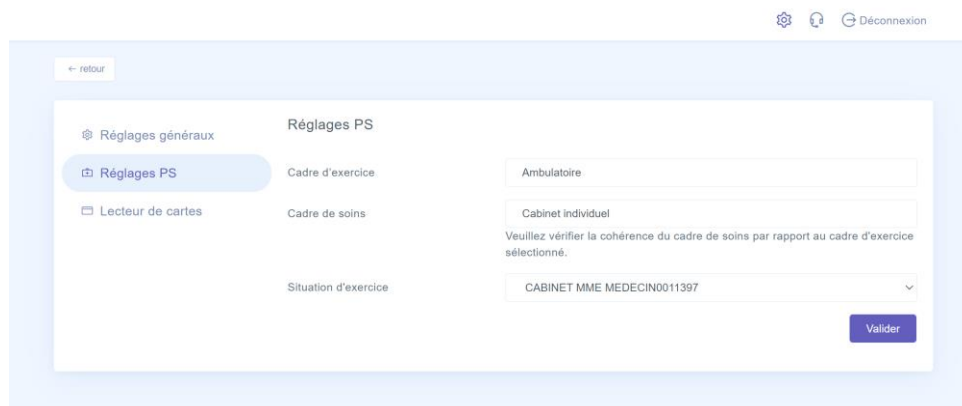 Déconnexion
← retour
Réglages généraux
Réglages PS
Lecteur de cartes
Réglages PS
Cadre d'exercice
Ambulatoire
Cadre de soins
Cabinet individuel
Veuillez vérifier la cohérence du cadre de soins par rapport au cadre d'exercice
sélectionné.
Situation d'exercice
CABINET MME MEDECIN0011397
Valider